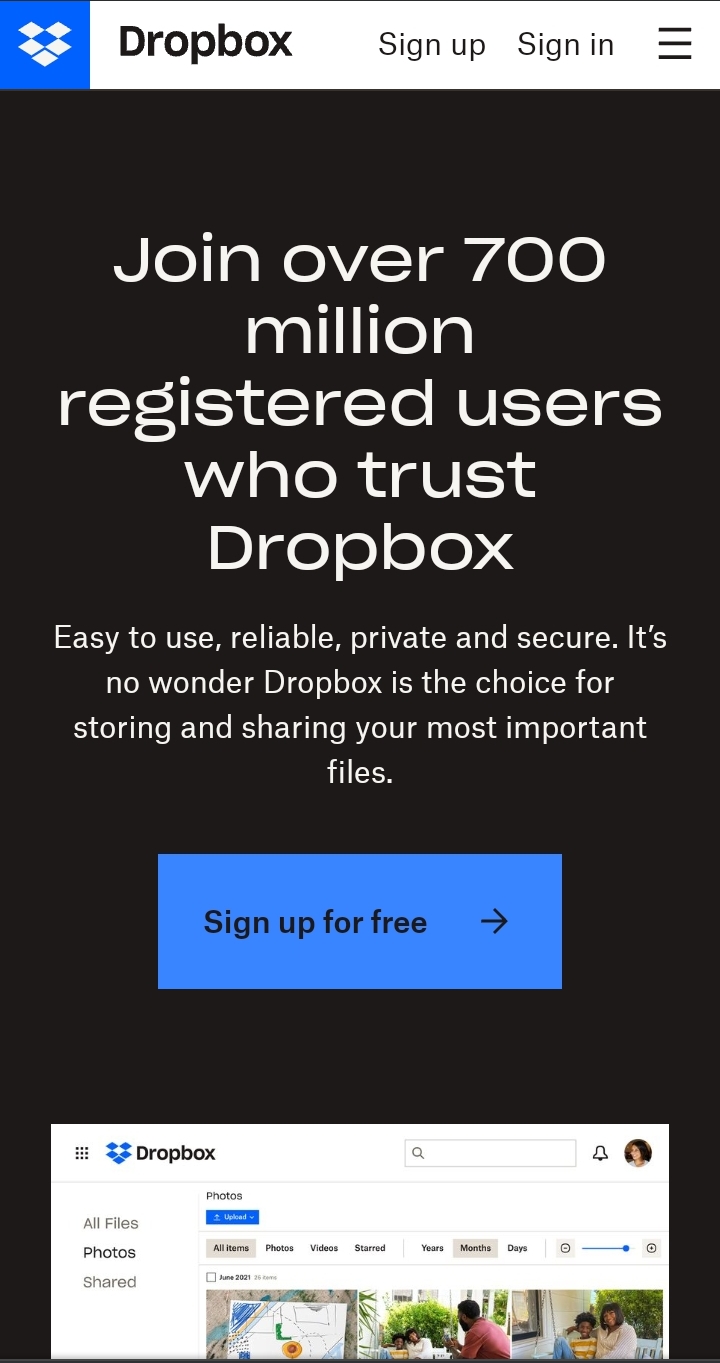 Dropbox
Sign up
Sign in
Join over 700
million
registered users
who trust
Dropbox
Easy to use, reliable, private and secure. It’s
no wonder Dropbox is the choice for
storing and sharing your most important
files.
Sign up for free
Dropbox
All Files
Photos
Shared
Photos
Upload
All items
Photos
Videos
Starred
Years
Months
Days
June 2021 26 items